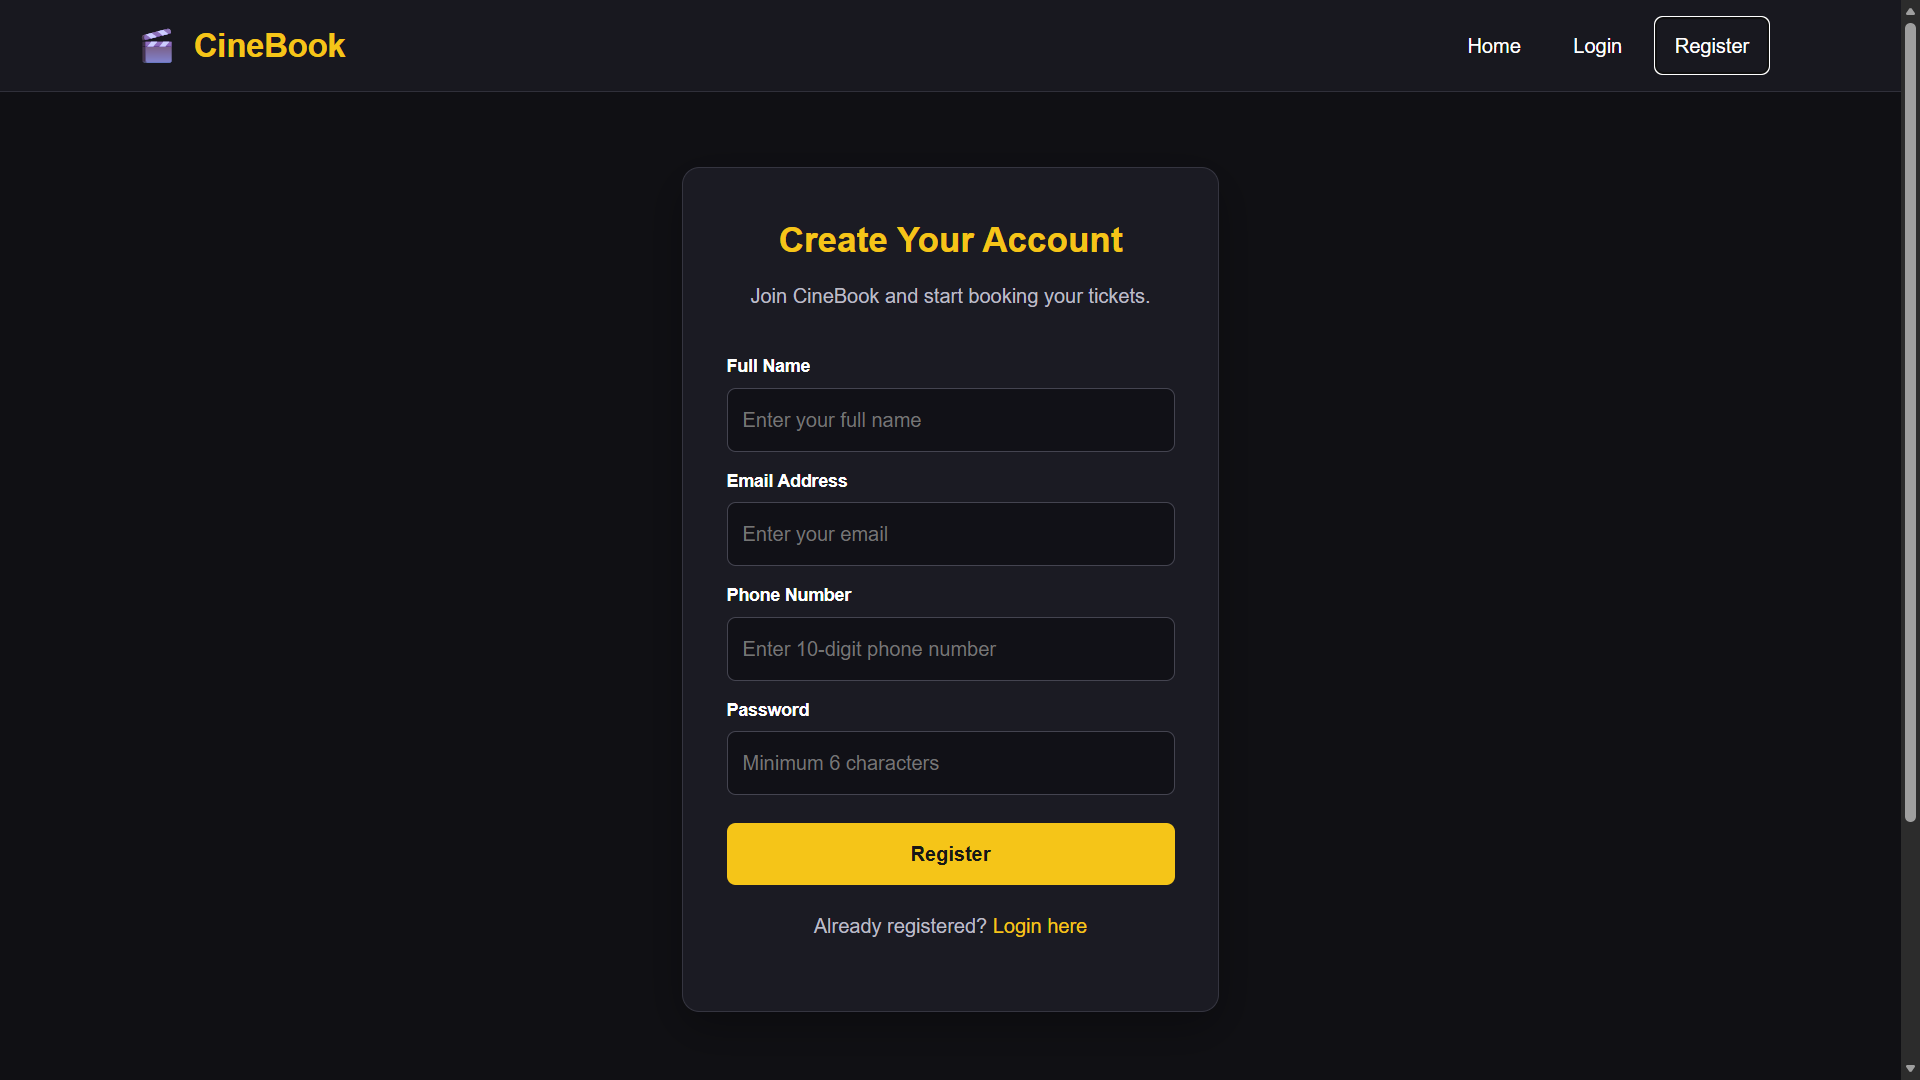 CineBook
Home
Login
Register
Create Your Account
Join CineBook and start booking your tickets.
Full Name
Enter your full name
Email Address
Enter your email
Phone Number
Enter 10-digit phone number
Password
Minimum 6 characters
Register
Already registered? Login here